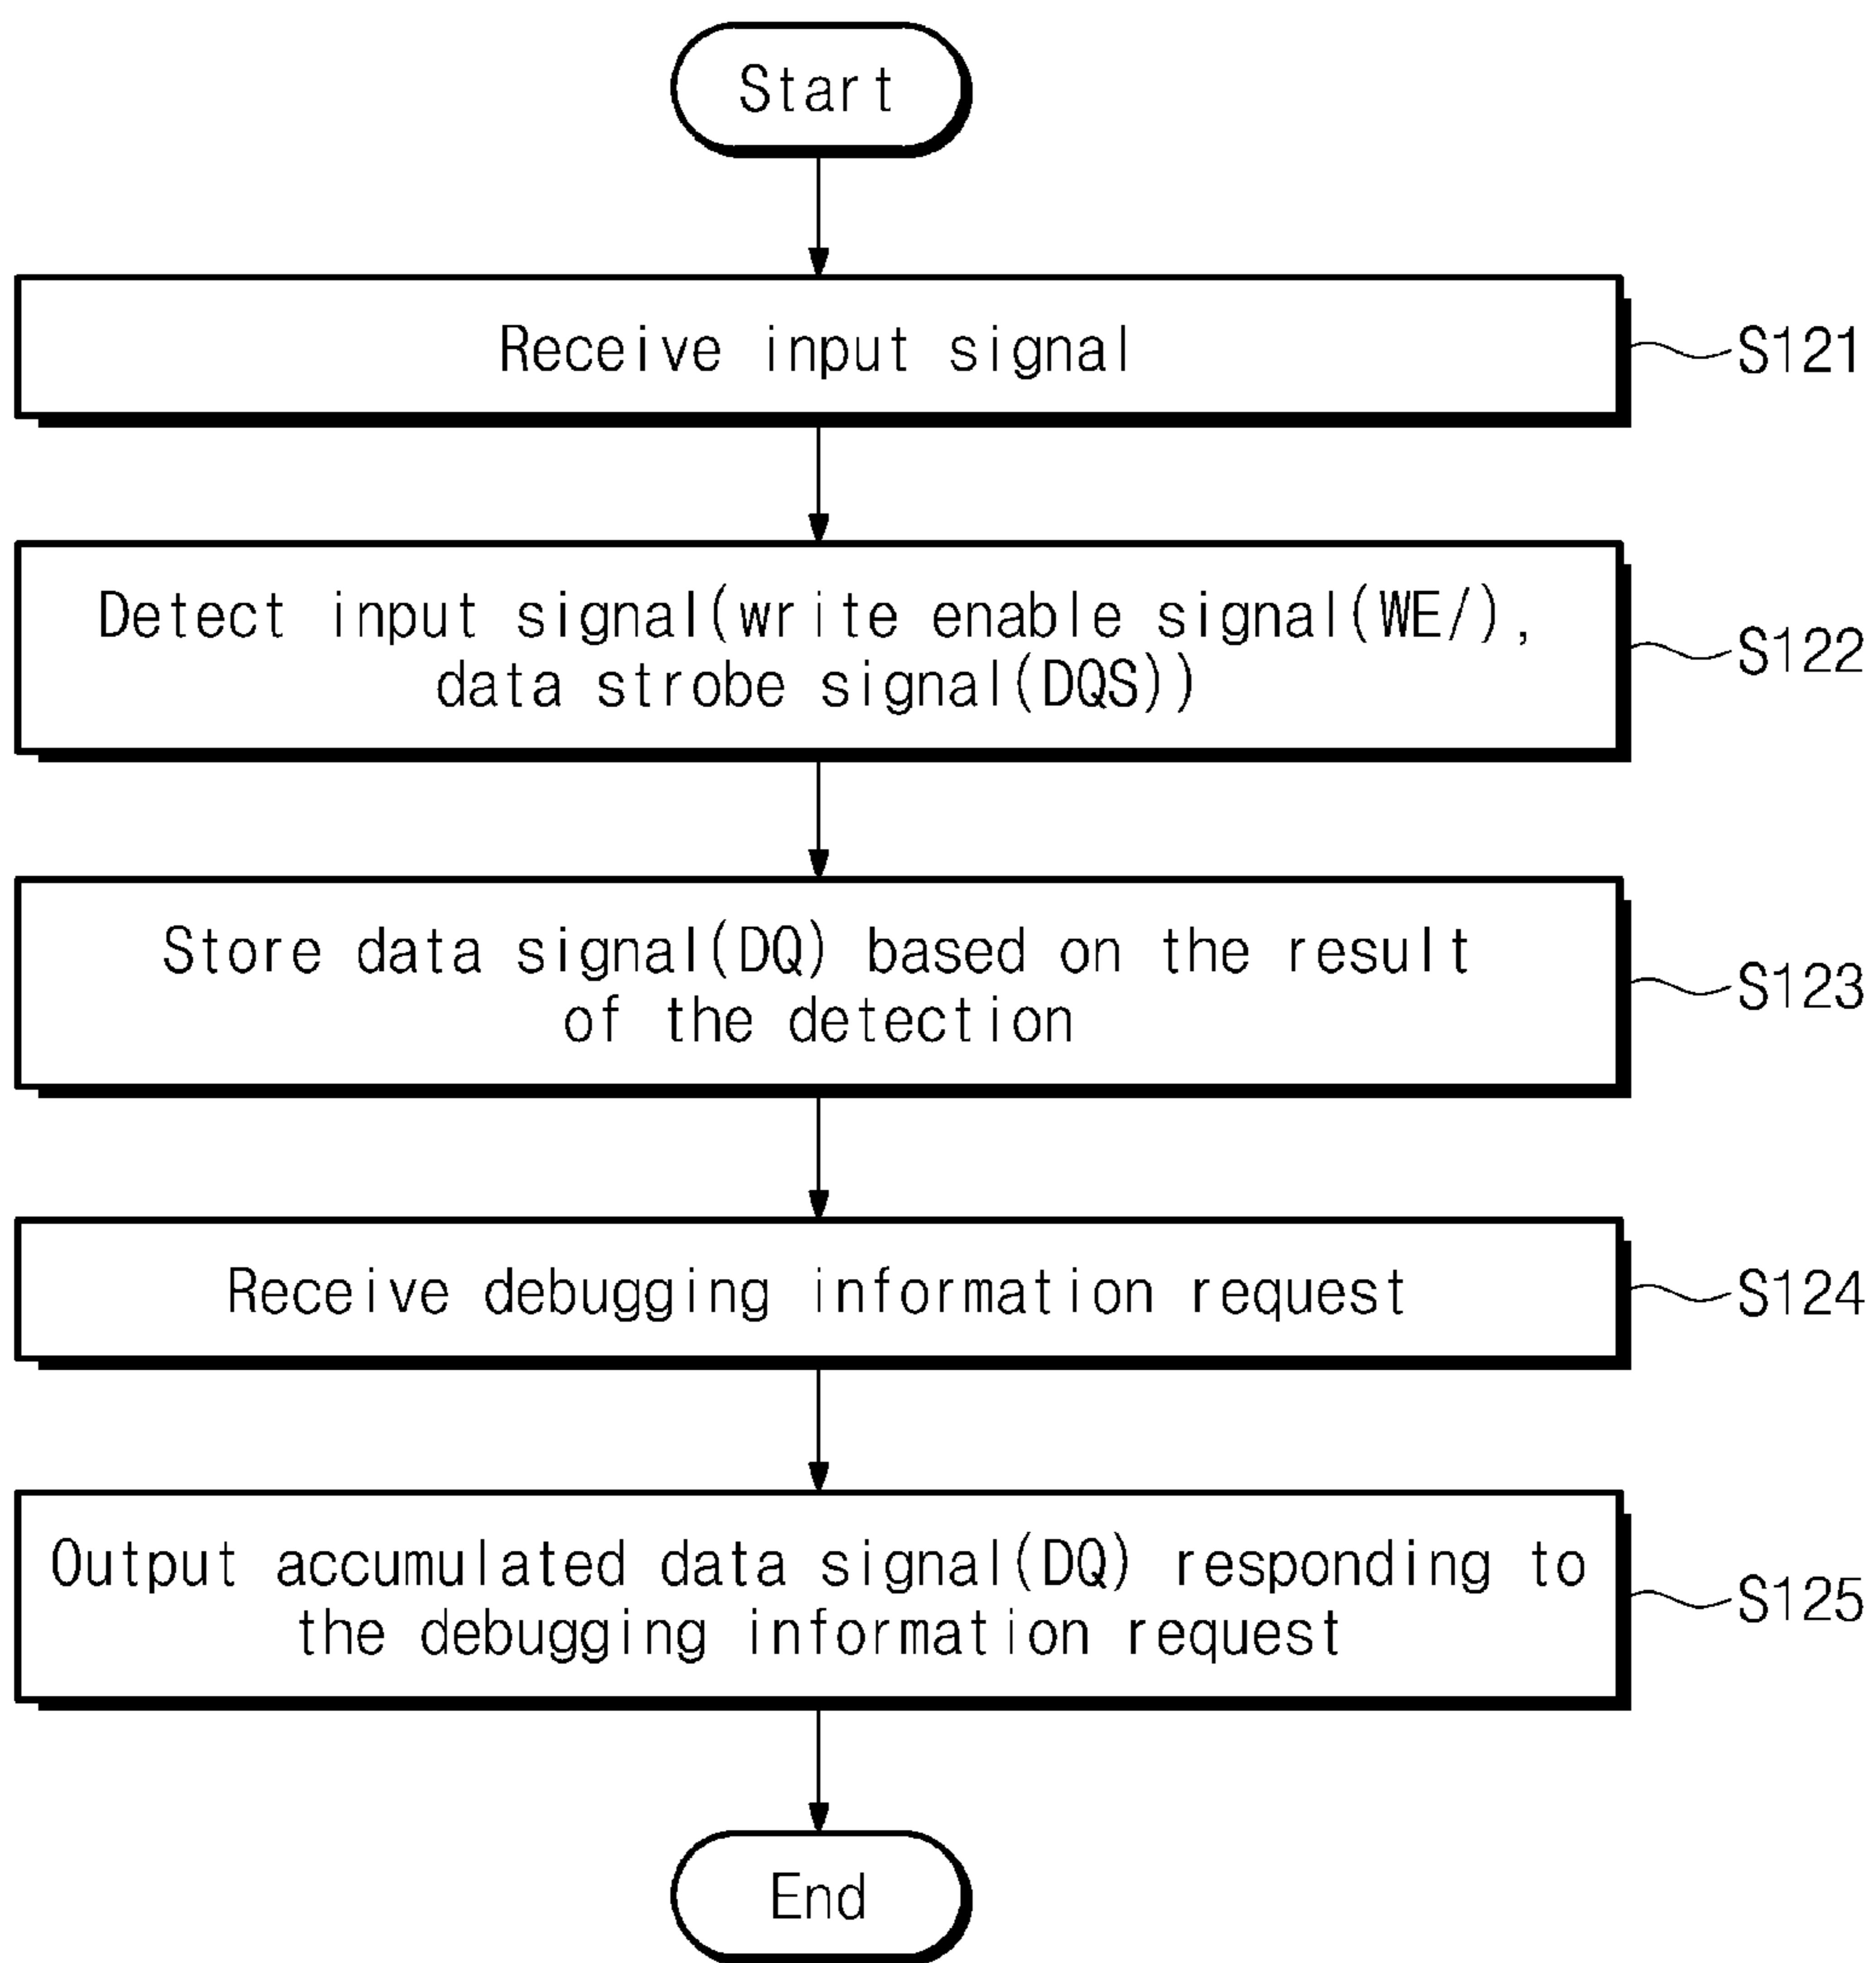 Start
Receive input signal
S121
Detect input signal(write enable signal(WE/),
data strobe signal(DQS))
S122
Store data signal(DQ) based on the result
of the detection
S123
Receive debugging information request
S124
Output accumulated data signal(DQ) responding to
the debugging information request
S125
End